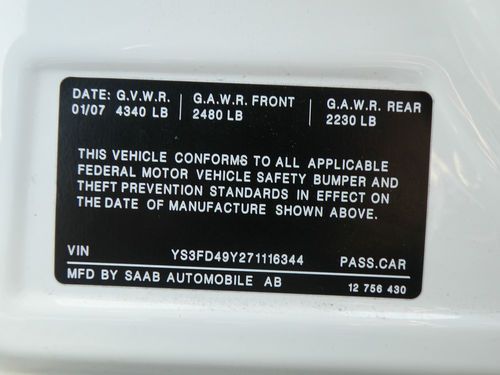 DATE: G.V.W.R. G.A.W.R. FRONT G.A.W.R. REAR
01/07 4340 LB 2480 LB 2230 LB
THIS VEHICLE CONFORMS TO ALL APPLICABLE
FEDERAL MOTOR VEHICLE SAFETY BUMPER AND
THEFT PREVENTION STANDARDS IN EFFECT ON
THE DATE OF MANUFACTURE SHOWN ABOVE.
VIN YS3FD49Y271116344 PASS.CAR
MFD BY SAAB AUTOMOBILE AB 12 756 430